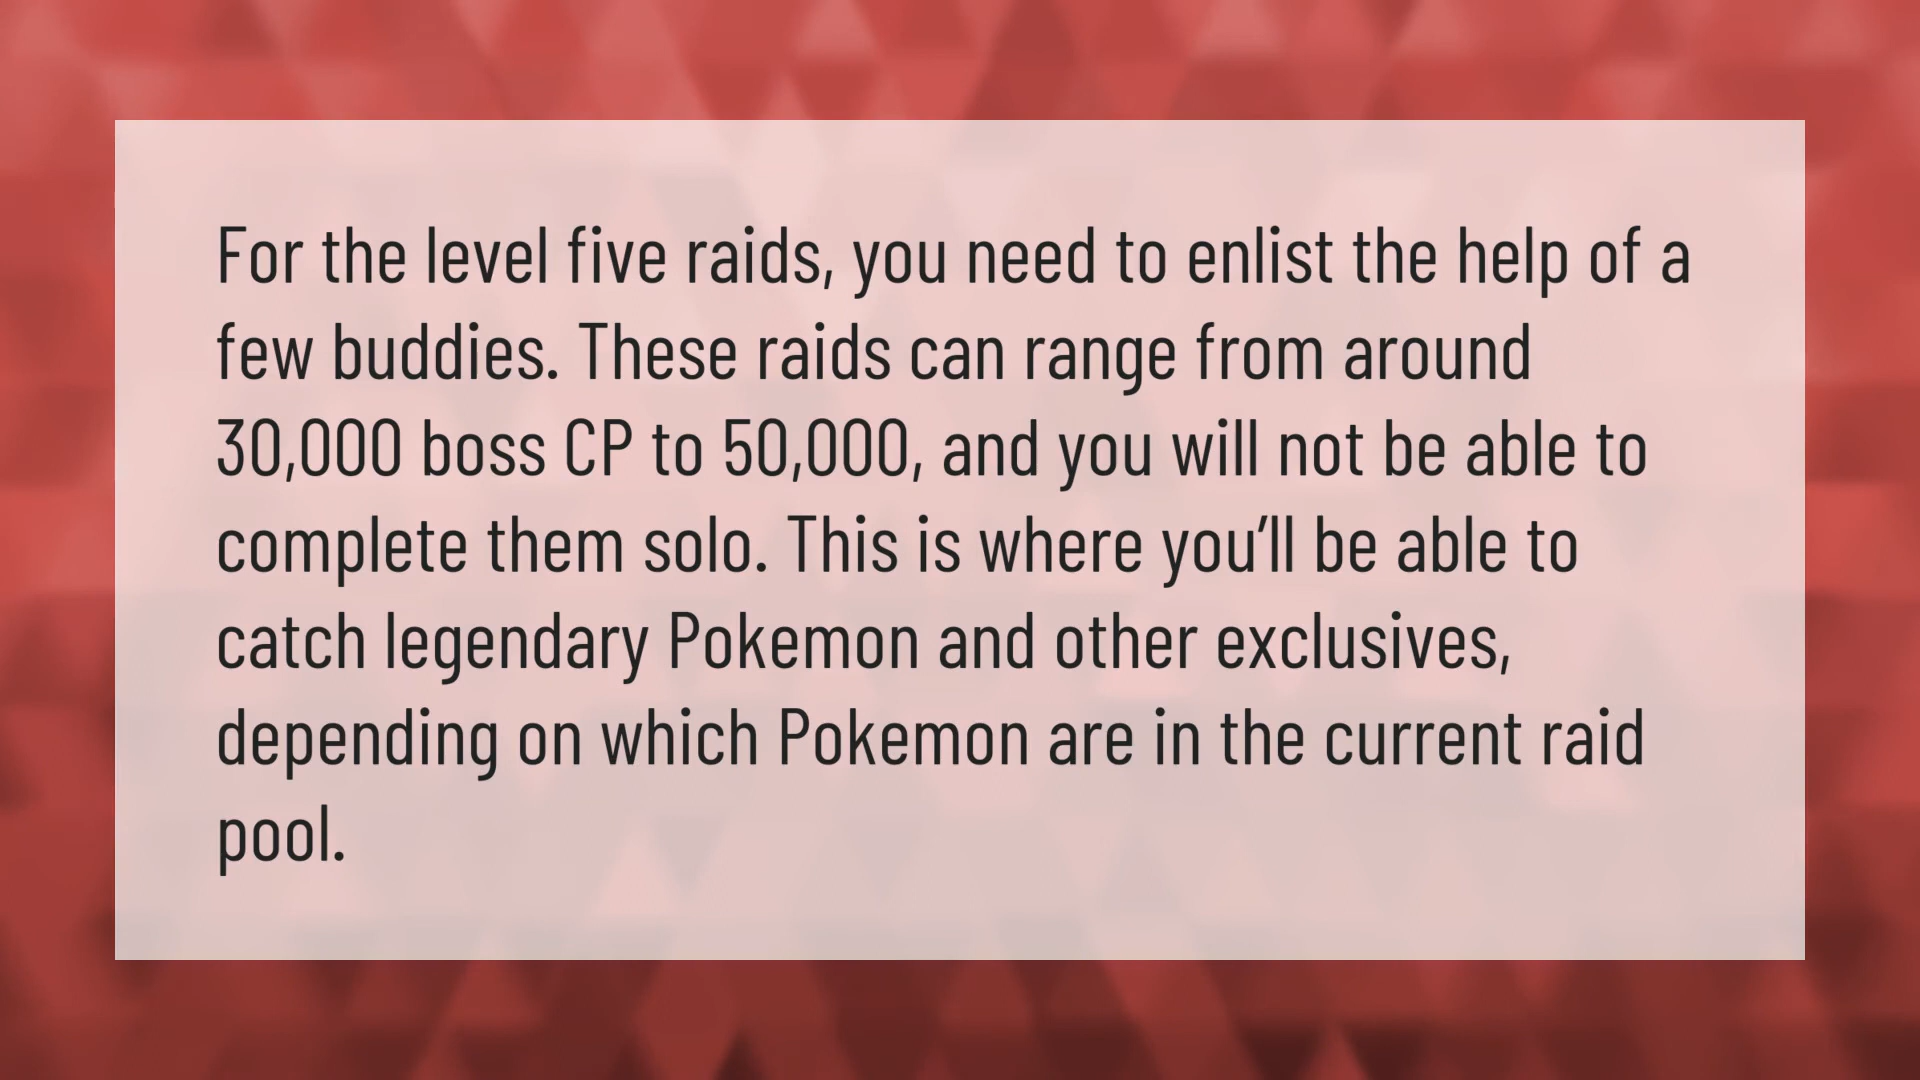 For the level five raids, you need to enlist the help of a
few buddies. These raids can range from around
30,000 boss CP to 50,000, and you will not be able to
complete them solo. This is where you’ll be able to
catch legendary Pokemon and other exclusives,
depending on which Pokemon are in the current raid
pool.